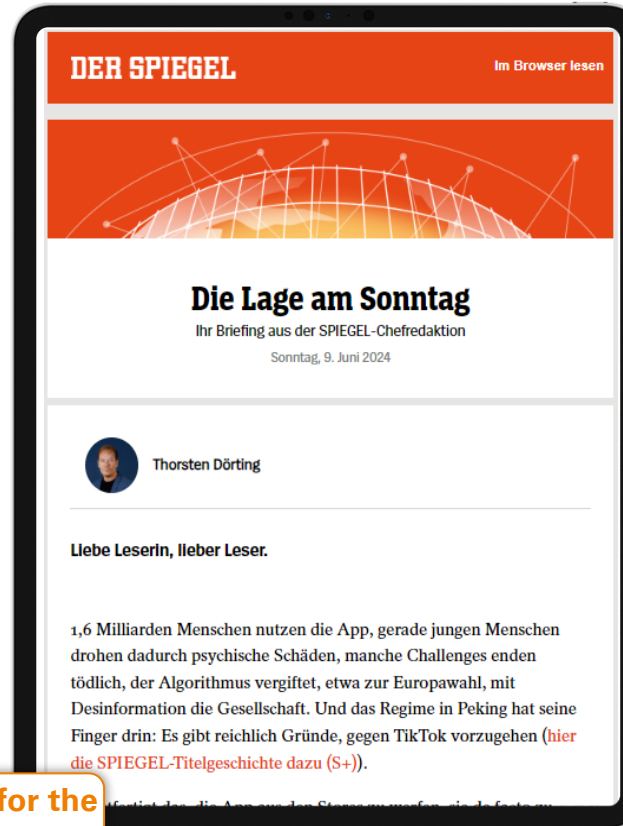 DER SPIEGEL
Im Browser lesen
Die Lage am Sonntag
Ihr Briefing aus der SPIEGEL-Chefredaktion
Sonntag, 9. Juni 2024
Thorsten Dörting
Liebe Leserin, lieber Leser.
1,6 Milliarden Menschen nutzen die App, gerade jungen Menschen
drohen dadurch psychische Schäden, manche Challenges enden
tödlich, der Algorithmus vergiftet, etwa zur Europawahl, mit
Desinformation die Gesellschaft. Und das Regime in Peking hat seine
Finger drin: Es gibt reichlich Gründe, gegen TikTok vorzugehen (hier
die SPIEGEL-Titelgeschichte dazu (S+)).
for the